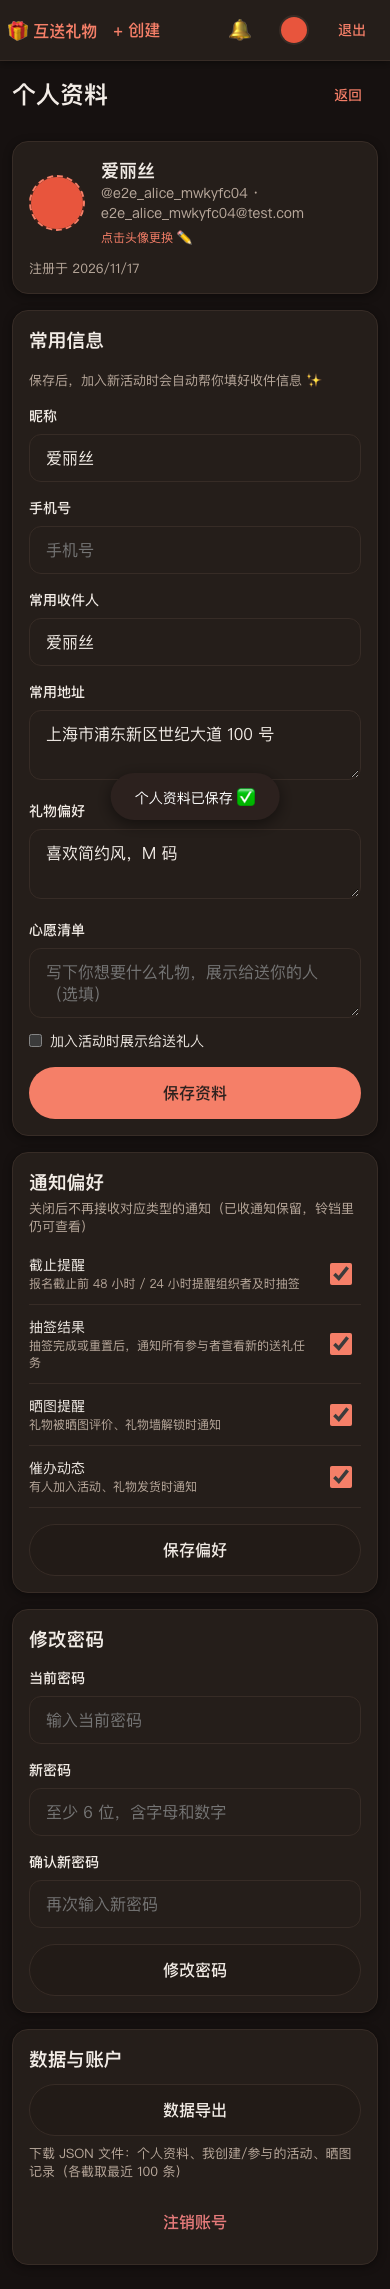 🎁 互送礼物 + 创建 🔔 退出
个人资料 返回
爱丽丝
@e2e_alice_mwkyfc04 ·
e2e_alice_mwkyfc04@test.com
点击头像更换 ✏️
注册于 2026/11/17
常用信息
保存后，加入新活动时会自动帮你填好收件信息 ✨
昵称
爱丽丝
手机号
手机号
常用收件人
爱丽丝
常用地址
上海市浦东新区世纪大道 100 号
个人资料已保存 ✅
礼物偏好
喜欢简约风，M 码
心愿清单
写下你想要什么礼物，展示给送你的人
（选填）
加入活动时展示给送礼人
保存资料
通知偏好
关闭后不再接收对应类型的通知（已收通知保留，铃铛里
仍可查看）
截止提醒
报名截止前 48 小时 / 24 小时提醒组织者及时抽签
抽签结果
抽签完成或重置后，通知所有参与者查看新的送礼任
务
晒图提醒
礼物被晒图评价、礼物墙解锁时通知
催办动态
有人加入活动、礼物发货时通知
保存偏好
修改密码
当前密码
输入当前密码
新密码
至少 6 位，含字母和数字
确认新密码
再次输入新密码
修改密码
数据与账户
数据导出
下载 JSON 文件：个人资料、我创建/参与的活动、晒图
记录（各截取最近 100 条）
注销账号